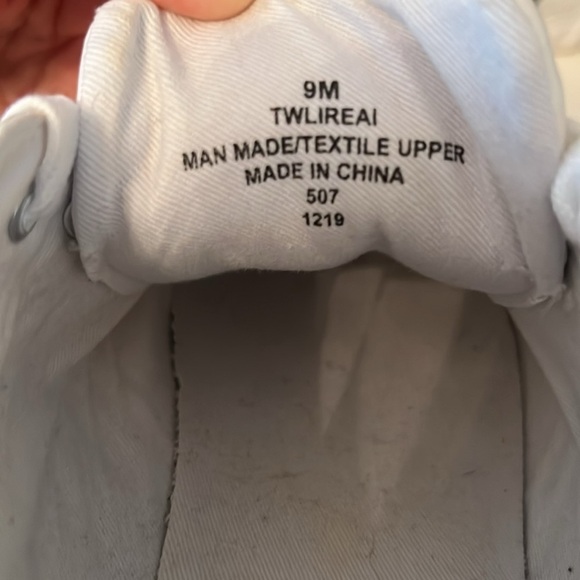 9M
TWLIREAI
MAN MADE/TEXTILE UPPER
MADE IN CHINA
507
1219